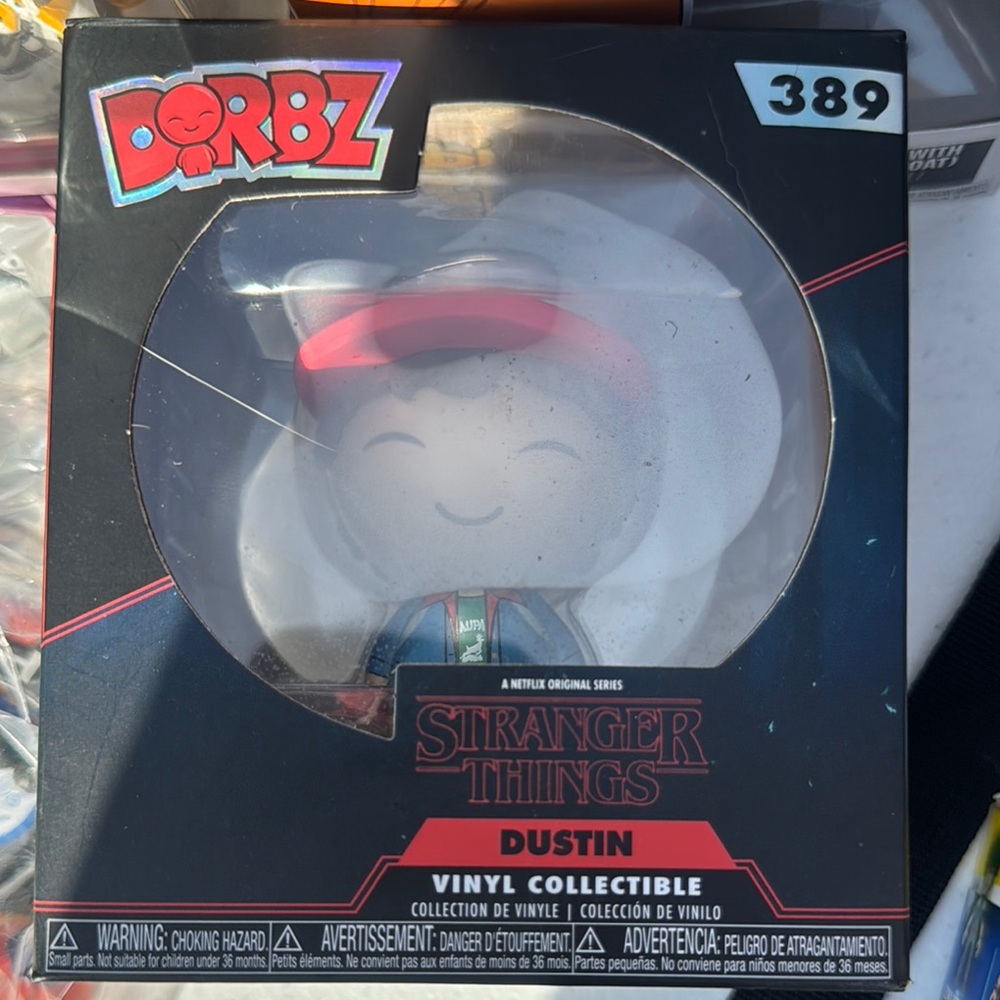 DORBZ
389
WITH
OAT)
AUPA
A NETFLIX ORIGINAL SERIES
STRANGER
THINGS
DUSTIN
VINYL COLLECTIBLE
COLLECTION DE VINYLE | COLECCIÓN DE VINILO
WARNING: CHOKING HAZARD.
Small parts. Not suitable for children under 36 months.
AVERTISSEMENT: DANGER D'ÉTOUFFEMENT.
Petits éléments. Ne convient pas aux enfants de moins de 36 mois.
ADVERTENCIA: PELIGRO DE ATRAGANTAMIENTO.
Partes pequeñas. No conviene para niños menores de 36 meses.